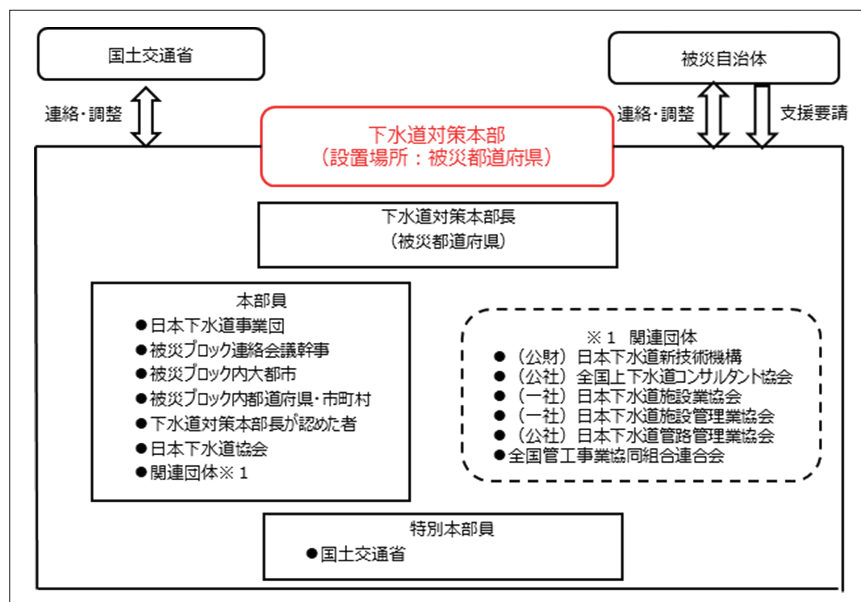 国土交通省
被災自治体
連絡・調整
連絡・調整
支援要請
下水道対策本部
（設置場所：被災都道府県）
下水道対策本部長
（被災都道府県）
本部員
●日本下水道事業団
●被災ブロック連絡会議幹事
●被災ブロック内大都市
●被災ブロック内都道府県・市町村
●下水道対策本部長が認めた者
●日本下水道協会
●関連団体※１
※１ 関連団体
●（公財）日本下水道新技術機構
●（公社）全国上下水道コンサルタント協会
●（一社）日本下水道施設業協会
●（一社）日本下水道施設管理業協会
●（公社）日本下水道管路管理業協会
●全国管工事業協同組合連合会
特別本部員
●国土交通省